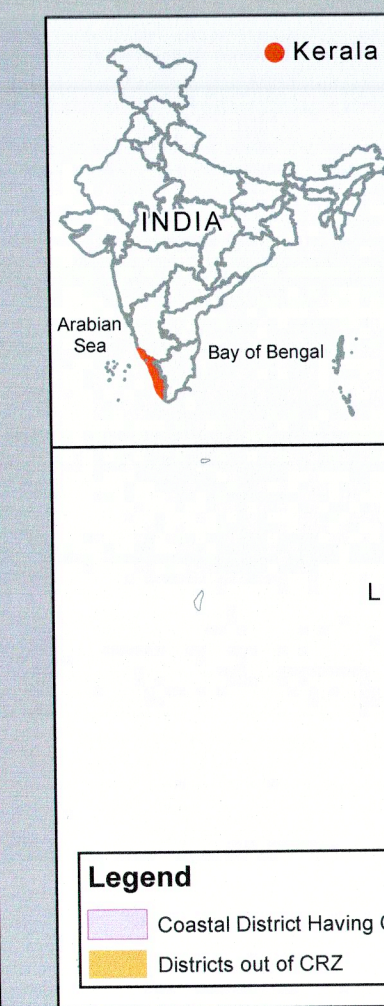 Kerala
INDIA
Arabian
Sea
Bay of Bengal
L
Legend
Coastal District Having
Districts out of CRZ